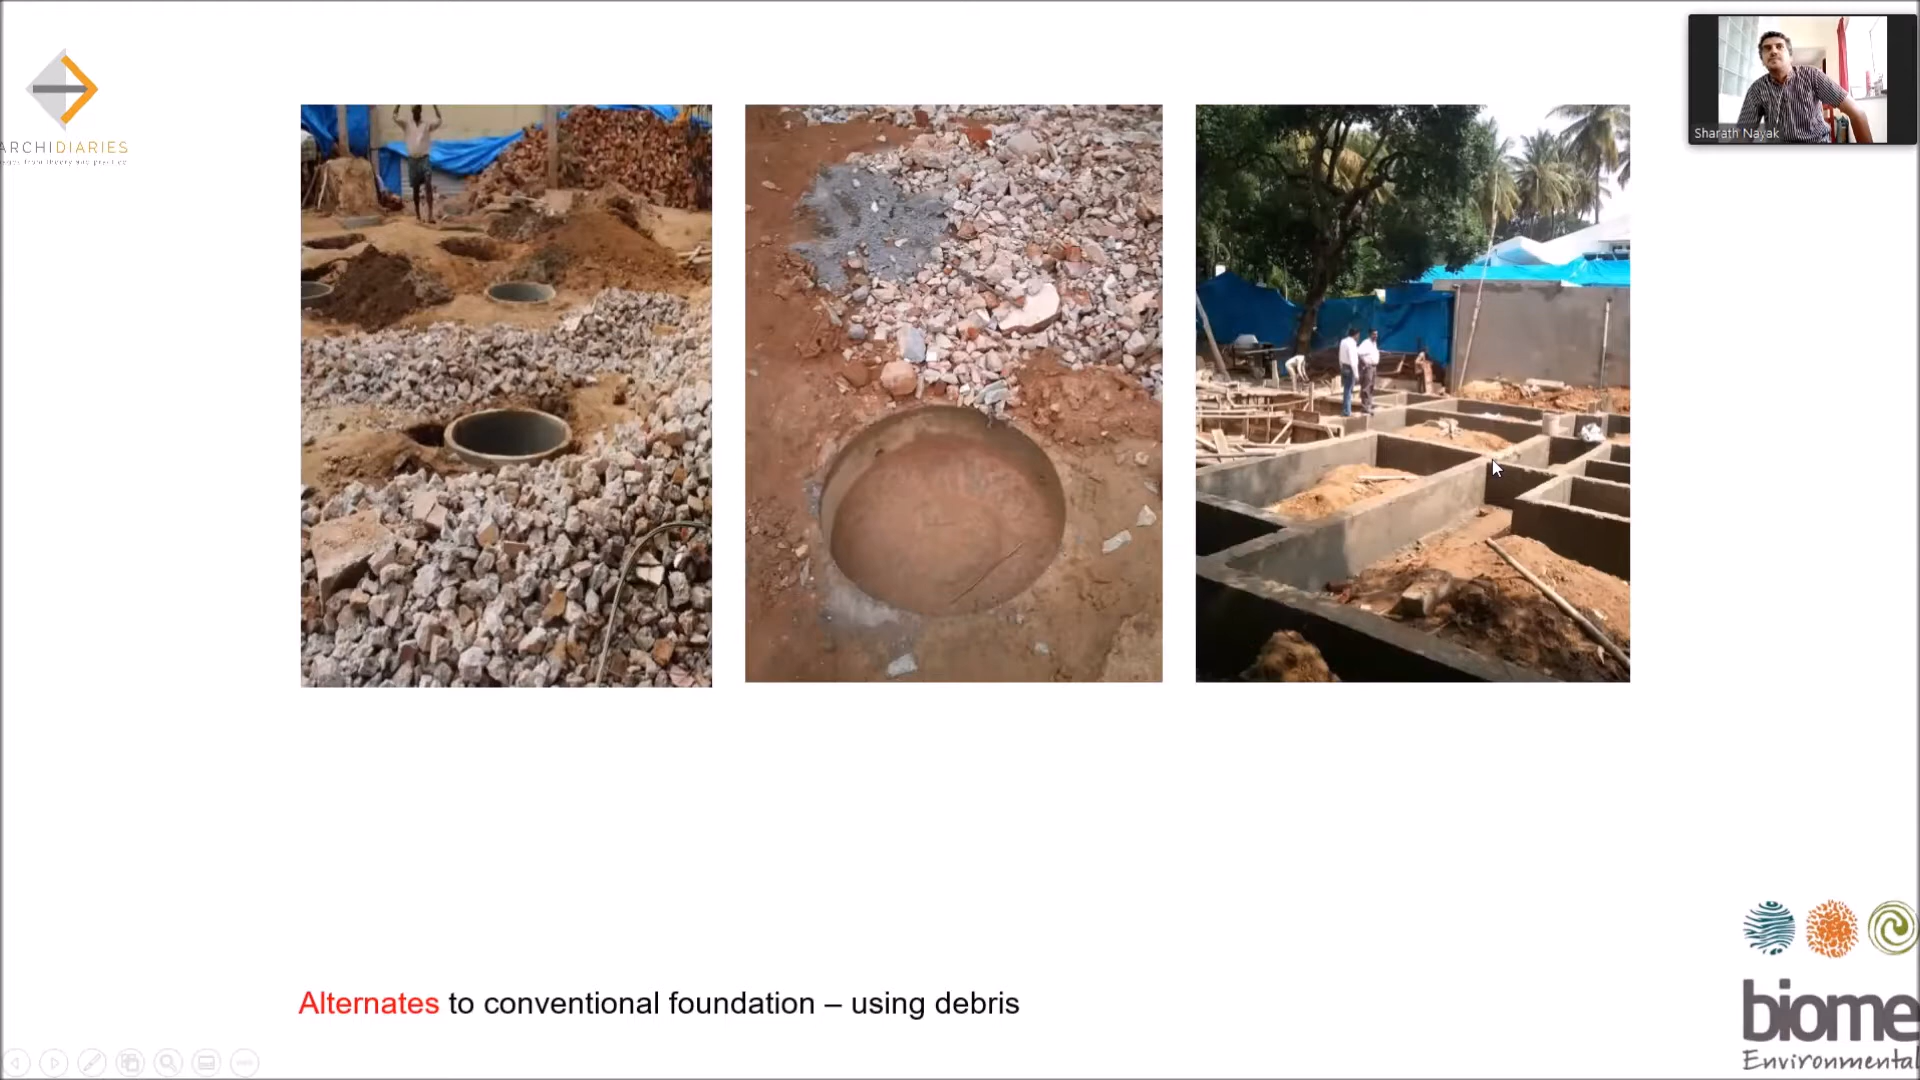 ARCHIDIARIES
Sharath Nayak
Alternates to conventional foundation – using debris
biome
Environmental